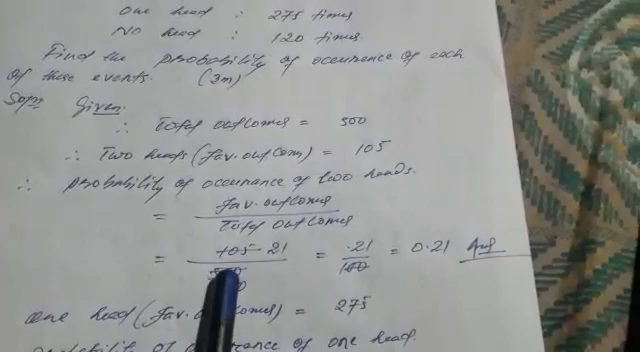 One head : 275 times
No head : 120 times
Find the probability of occurance of each
of these events. (3m)
Soln Given:
∴ Total outcomes = 500
∴ Two heads (fav. outcom) = 105
∴ probability of occurance of two heads.
= fav. outcomes
Total outcomes
= 105 21 = 21 = 0.21 Ans
100
one head (fav. outcomes) = 275
of one head